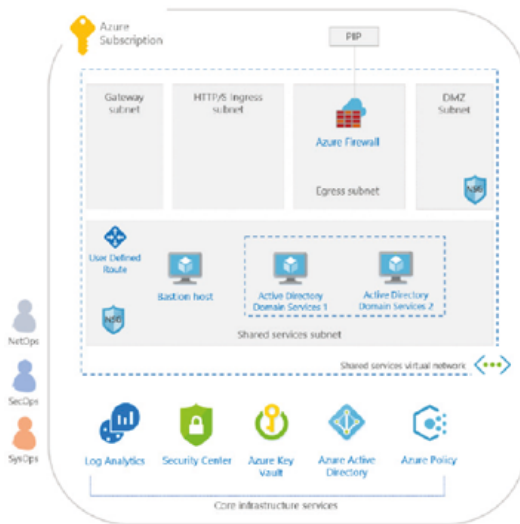 Azure
Subscription
PIP
Gateway
subnet
HTTP/S Ingress
subnet
Azure Firewall
Egress subnet
DMZ
Subnet
NSG
User Defined
Route
Bastion host
Active Directory
Domain Services 1
Active Directory
Domain Services 2
NSG
Shared services subnet
Shared services virtual network
NetOps
SecOps
SysOps
Log Analytics
Security Center
Azure Key
Vault
Azure Active
Directory
Azure Policy
Core infrastructure services